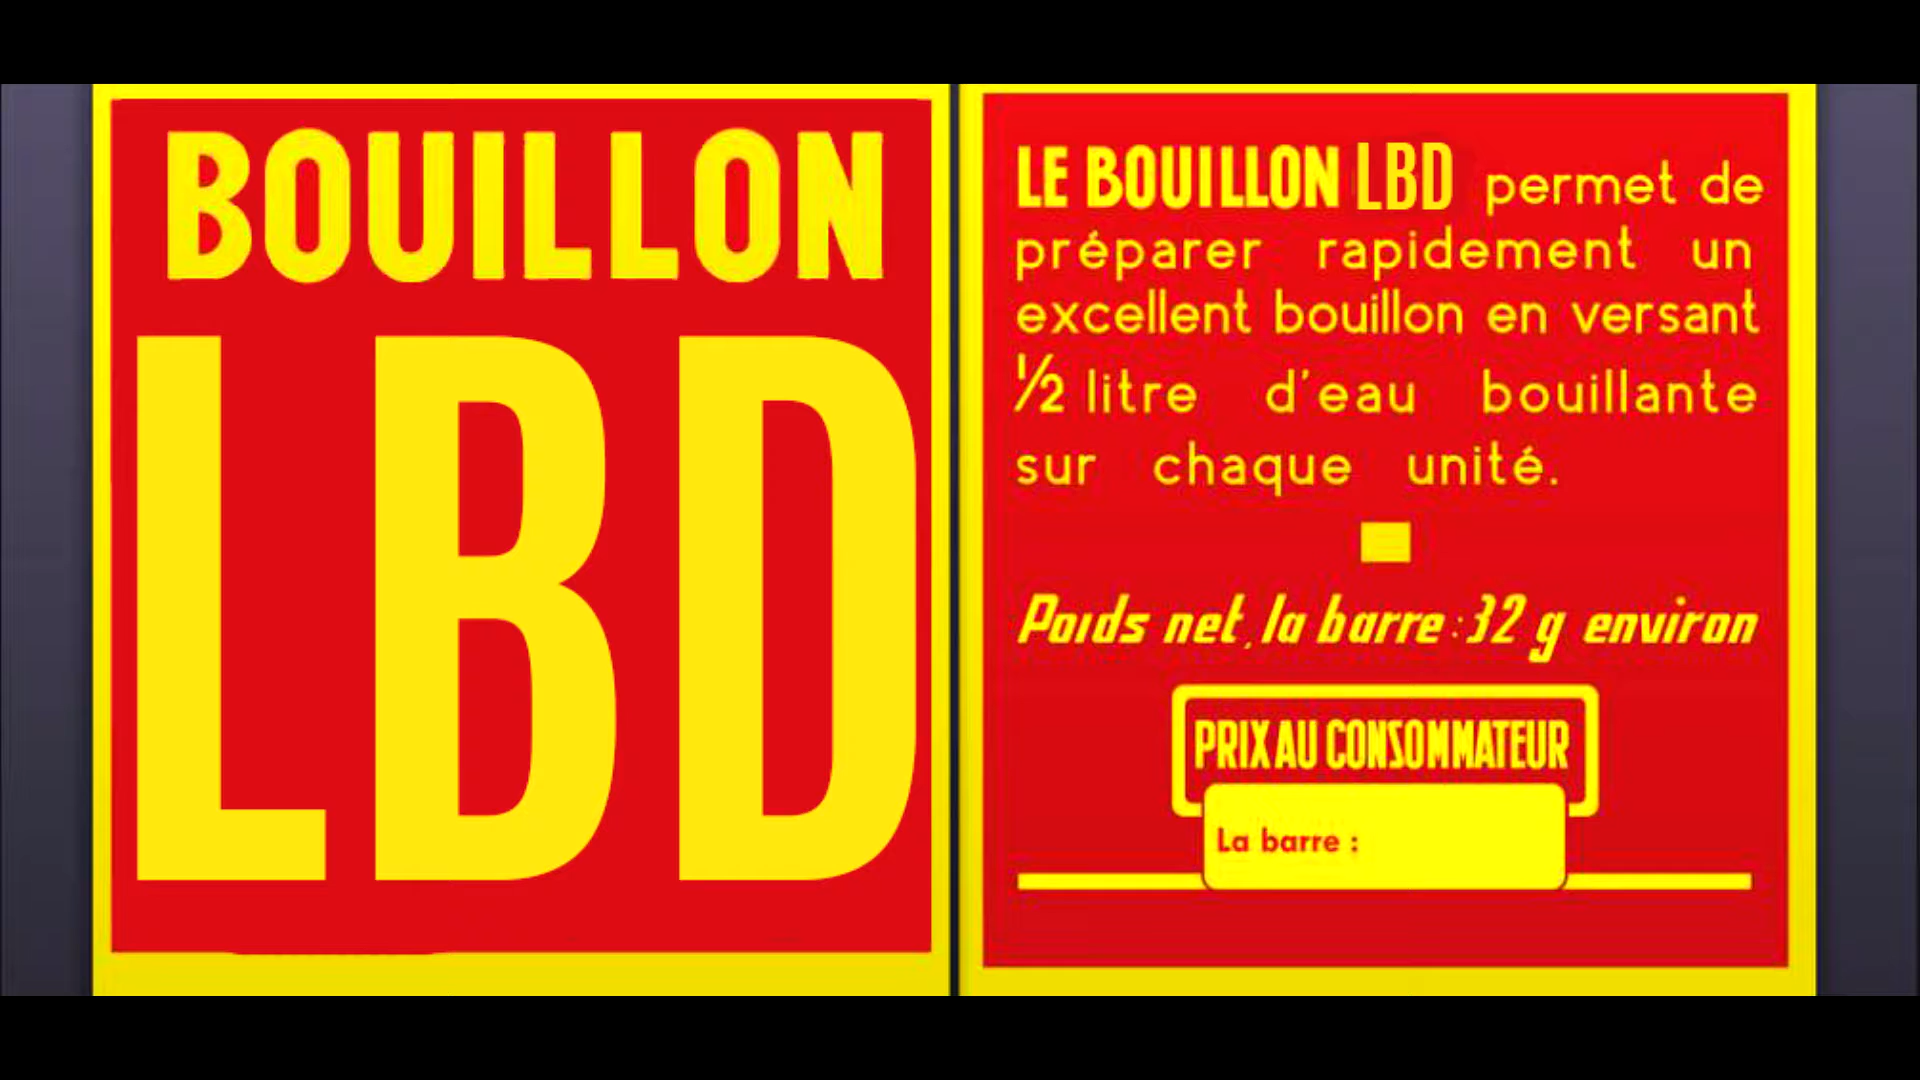 BOUILLON
LBD
LE BOUILLON LBD permet de
préparer rapidement un
excellent bouillon en versant
½ litre d'eau bouillante
sur chaque unité.
Poids net, la barre : 32 g environ
PRIX AU CONSOMMATEUR
La barre :